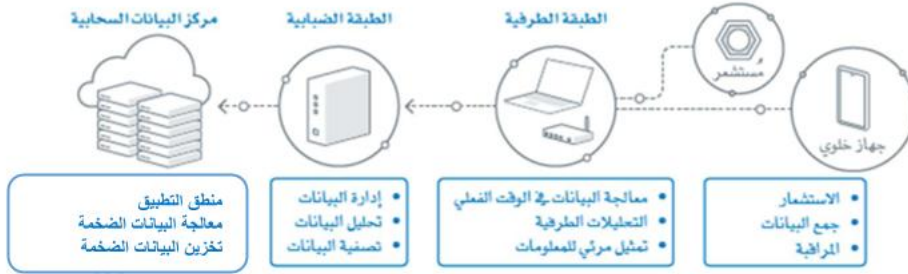 الطبقة الطرفية
الطبقة الضبابية
مركز البيانات السحابية
مستشعر
جهاز خلوي
• الاستشعار
• جمع البيانات
• المراقبة
• معالجة البيانات في الوقت الفعلي
• التحليلات الطرفية
• تمثيل مرئي للمعلومات
• إدارة البيانات
• تحليل البيانات
• تصفية البيانات
منطق التطبيق
معالجة البيانات الضخمة
تخزين البيانات الضخمة